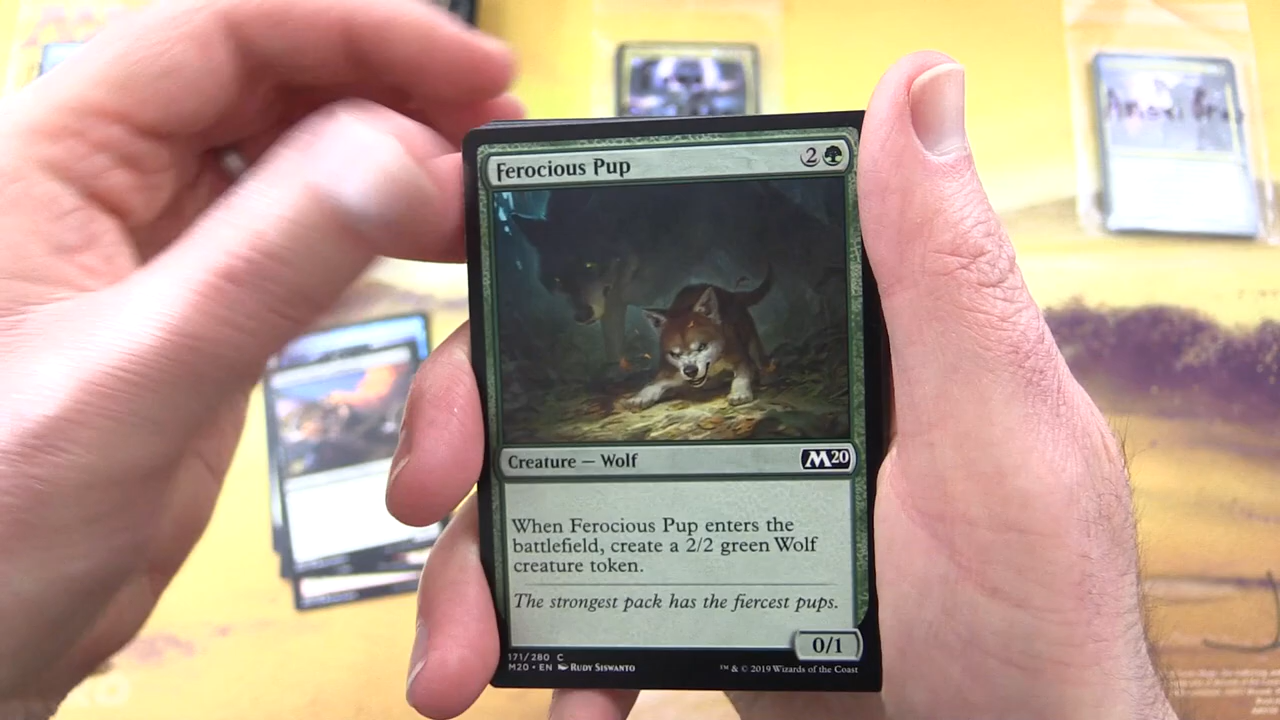 Ferocious Pup 2
Creature — Wolf M20
When Ferocious Pup enters the
battlefield, create a 2/2 green Wolf
creature token.
The strongest pack has the fiercest pups.
0/1
171/280 C
M20 • EN Rudy Siswanto
™ & © 2019 Wizards of the Coast